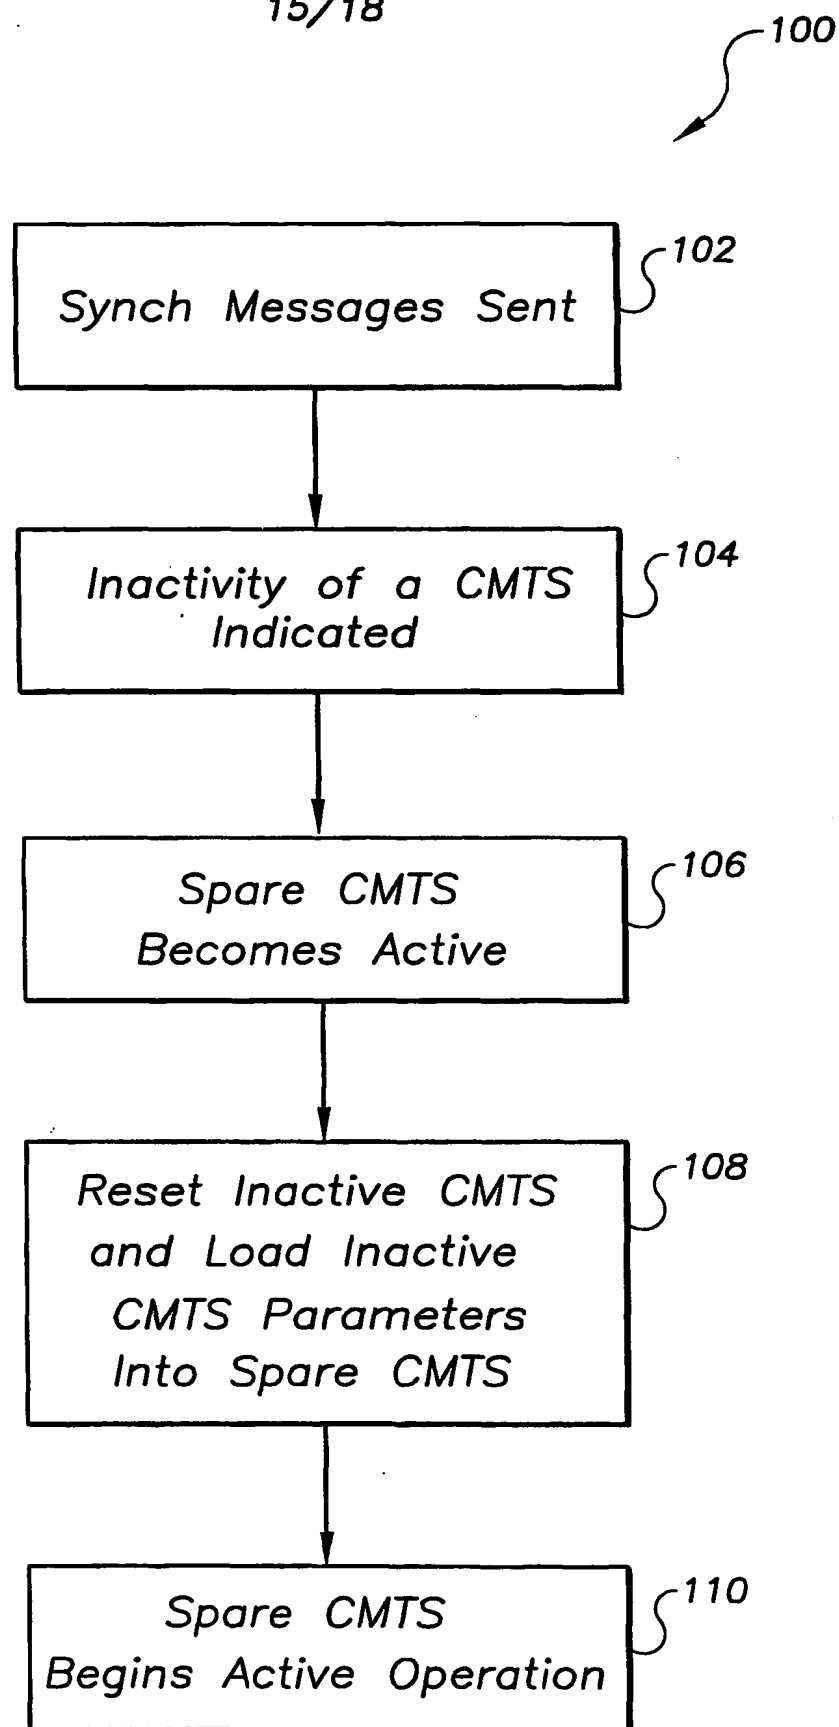 15/18
100
Synch Messages Sent
102
Inactivity of a CMTS
Indicated
104
Spare CMTS
Becomes Active
106
Reset Inactive CMTS
and Load Inactive
CMTS Parameters
Into Spare CMTS
108
Spare CMTS
Begins Active Operation
110